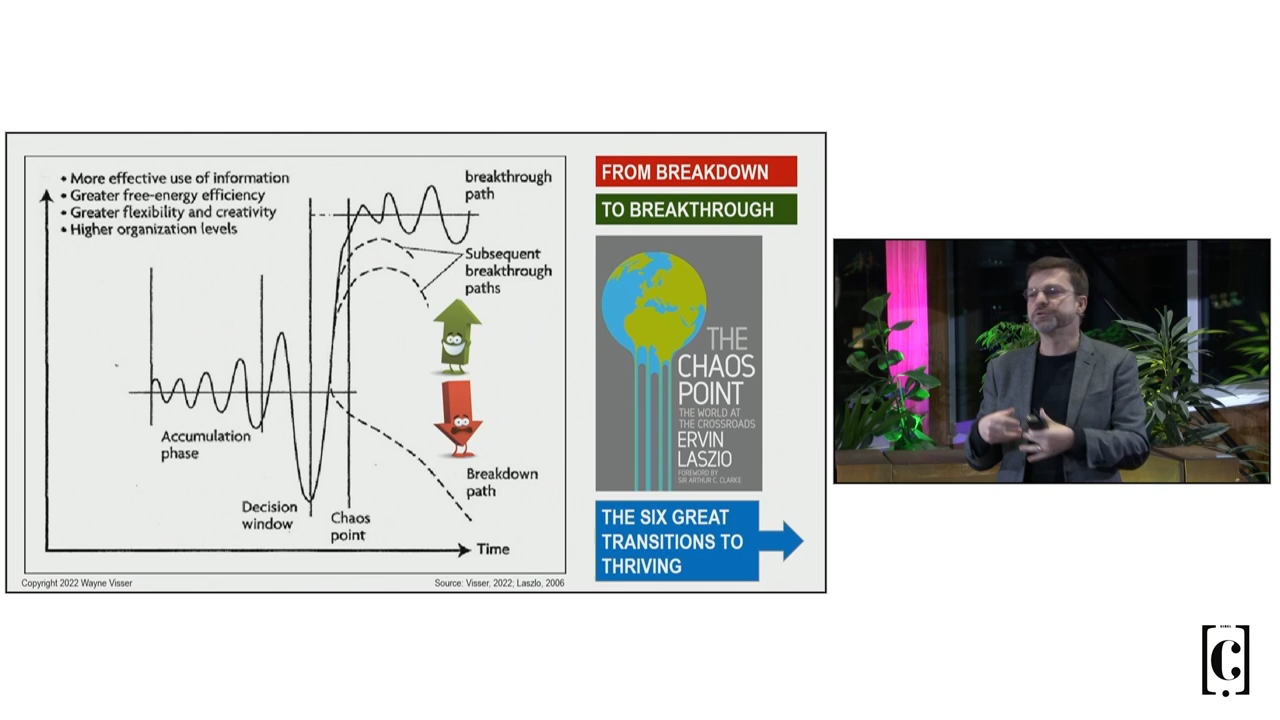 • More effective use of information
• Greater free-energy efficiency
• Greater flexibility and creativity
• Higher organization levels
breakthrough
path
Subsequent
breakthrough
paths
Accumulation
phase
Decision
window
Chaos
point
Breakdown
path
Time
Copyright 2022 Wayne Visser
Source: Visser, 2022; Laszlo, 2006
FROM BREAKDOWN
TO BREAKTHROUGH
THE
CHAOS
POINT
THE WORLD AT
THE CROSSROADS
ERVIN
LASZLO
FOREWORD BY
SIR ARTHUR C. CLARKE
THE SIX GREAT
TRANSITIONS TO
THRIVING
[Ç]